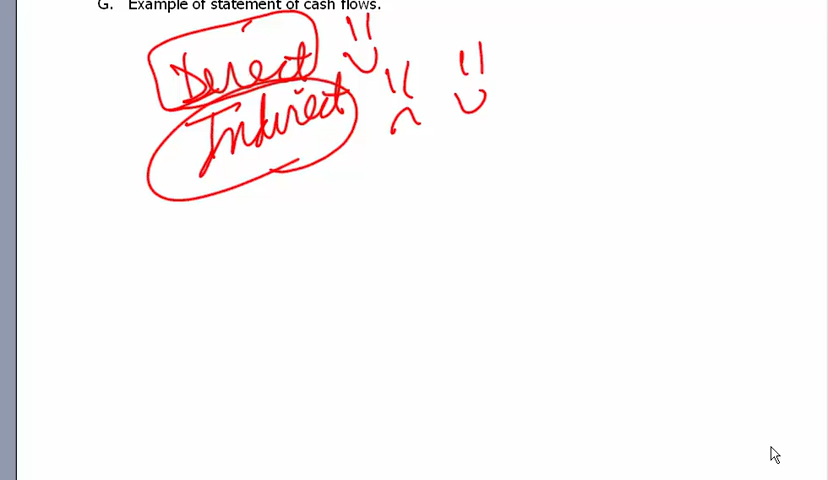 G. Example of statement of cash flows.
Direct
Indirect